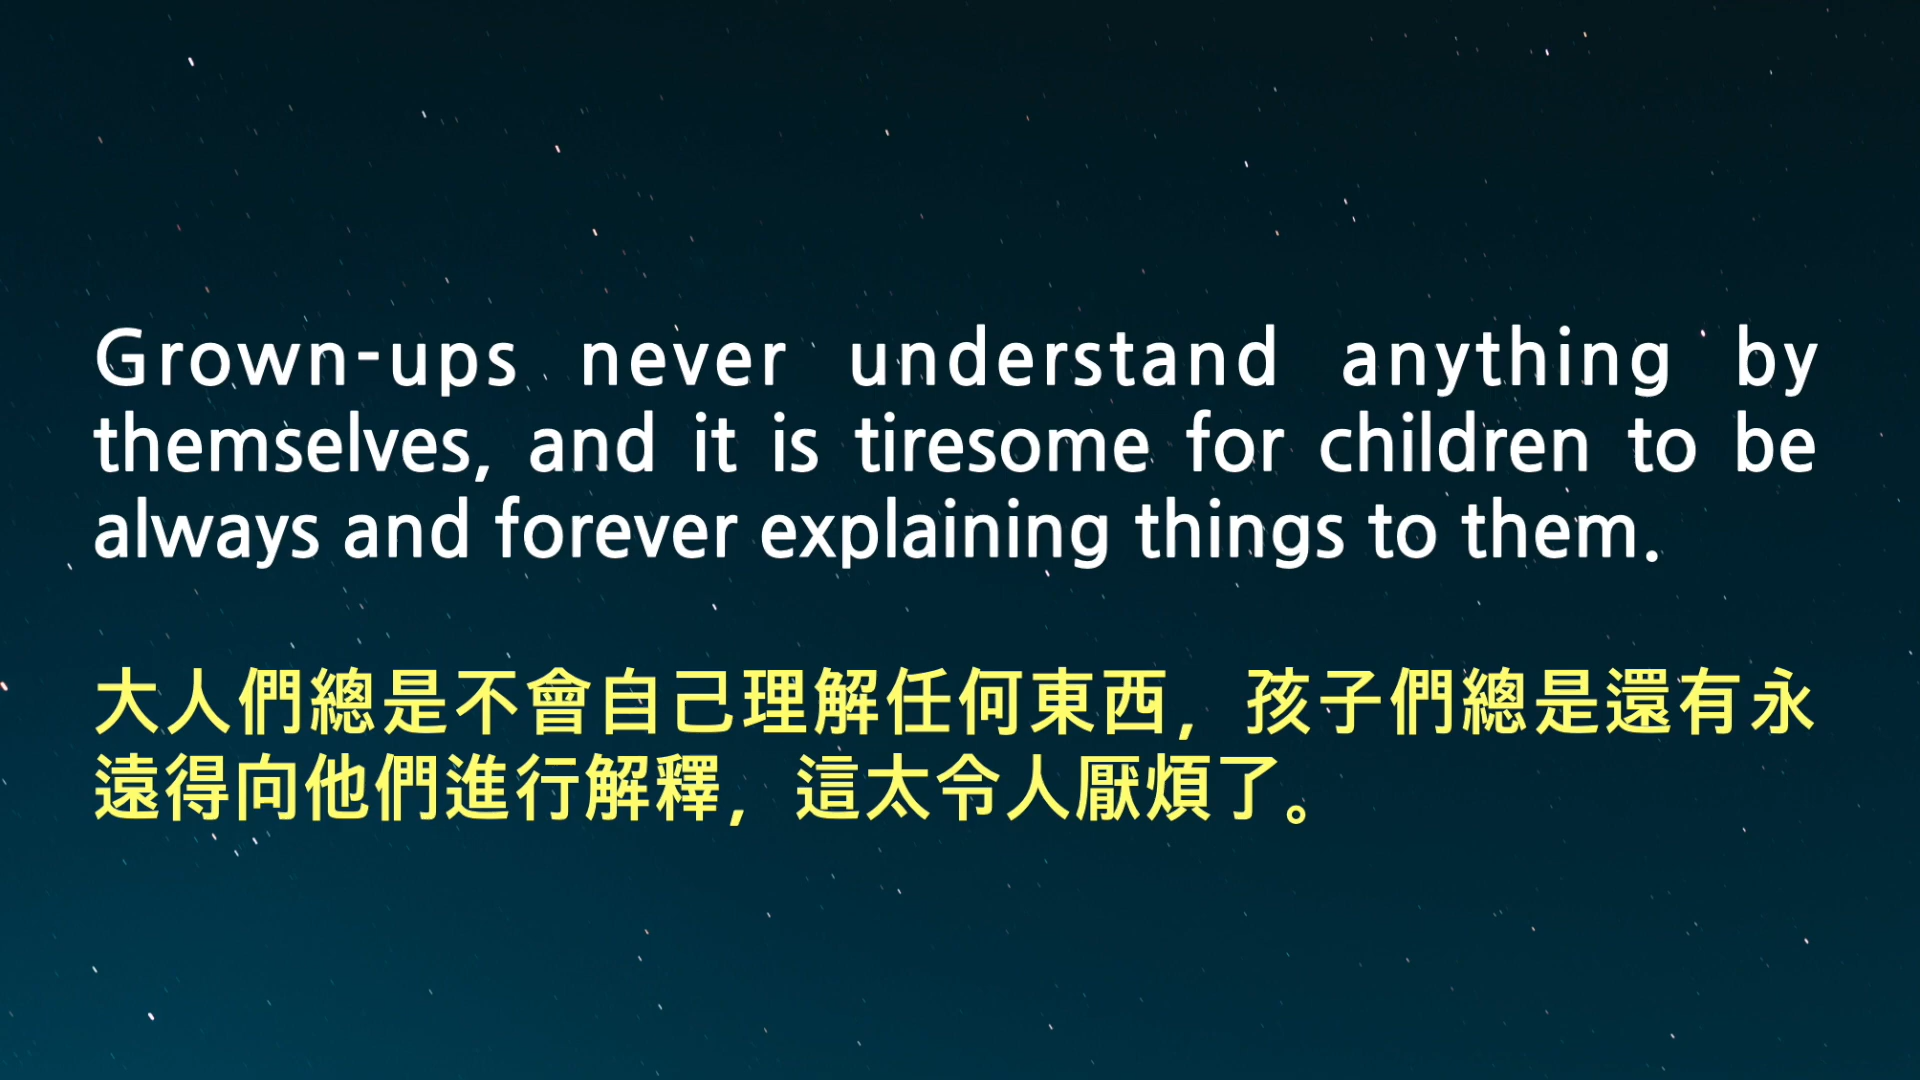 Grown-ups never understand anything by
themselves, and it is tiresome for children to be
always and forever explaining things to them.
大人們總是不會自己理解任何東西，孩子們總是還有永
遠得向他們進行解釋，這太令人厭煩了。